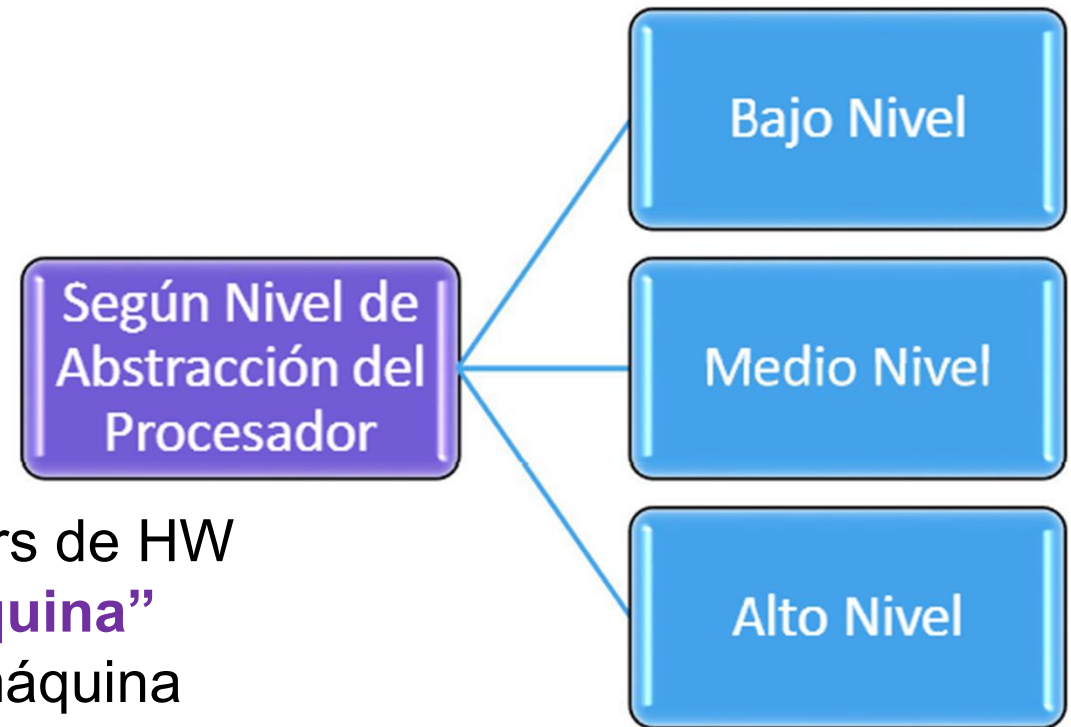 Bajo Nivel
Según Nivel de
Abstracción del
Procesador
Medio Nivel
Alto Nivel
rs de HW
quina”
náquina